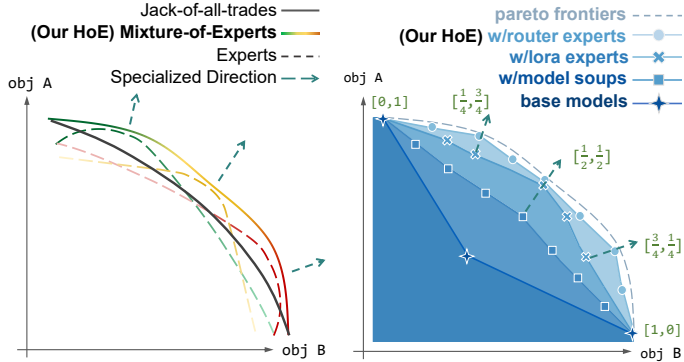 Jack-of-all-trades
(Our HoE) Mixture-of-Experts
Experts
Specialized Direction
obj A
obj B
pareto frontiers
(Our HoE) w/router experts
w/lora experts
w/model soups
base models
obj A
[0,1]
[1/4,3/4]
[1/2,1/2]
[3/4,1/4]
[1,0]
obj B